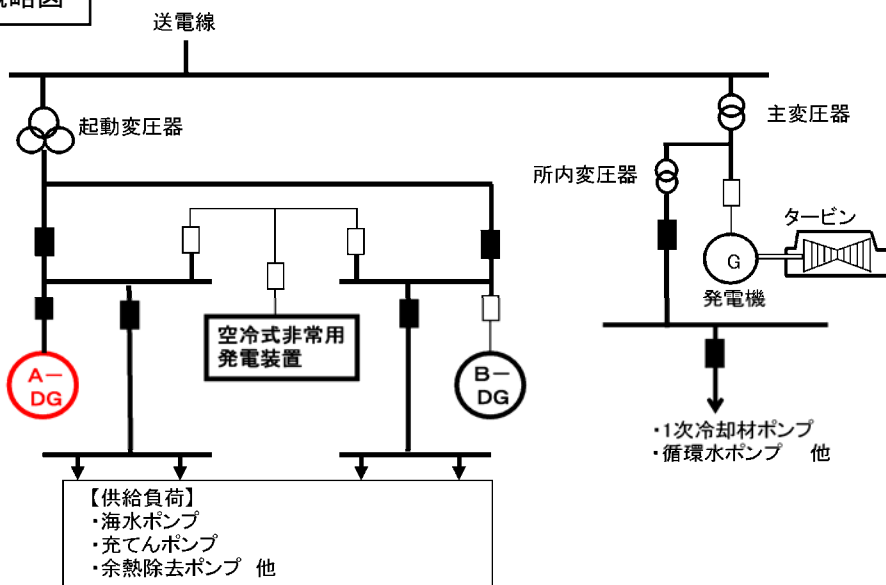 送電線
起動変圧器
主変圧器
所内変圧器
タービン
G
発電機
空冷式非常用
発電装置
A－
DG
B－
DG
・1次冷却材ポンプ
・循環水ポンプ　他
【供給負荷】
・海水ポンプ
・充てんポンプ
・余熱除去ポンプ　他